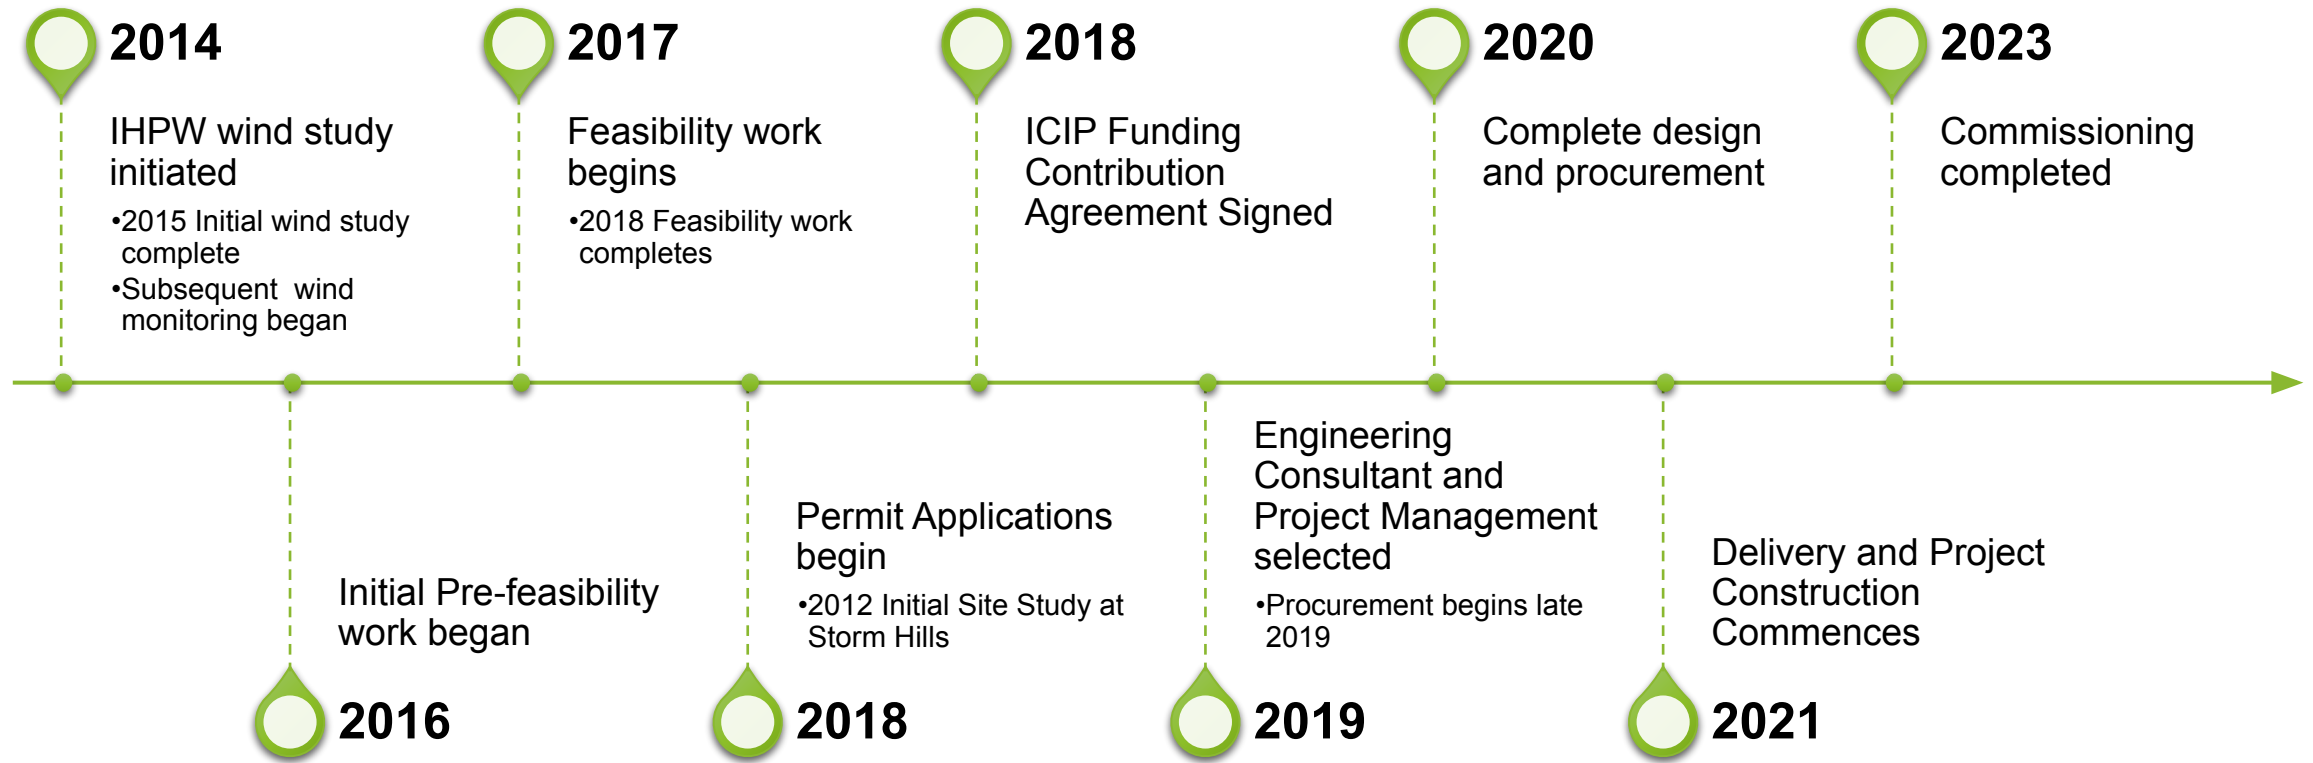 2014
IHPW wind study
initiated
•2015 Initial wind study
complete
•Subsequent  wind
monitoring began
2017
Feasibility work
begins
•2018 Feasibility work
completes
2018
ICIP Funding
Contribution
Agreement Signed
2020
Complete design
and procurement
2023
Commissioning
completed
Initial Pre-feasibility
work began
2016
Permit Applications
begin
•2012 Initial Site Study at
Storm Hills
2018
Engineering
Consultant and
Project Management
selected
•Procurement begins late
2019
2019
Delivery and Project
Construction
Commences
2021